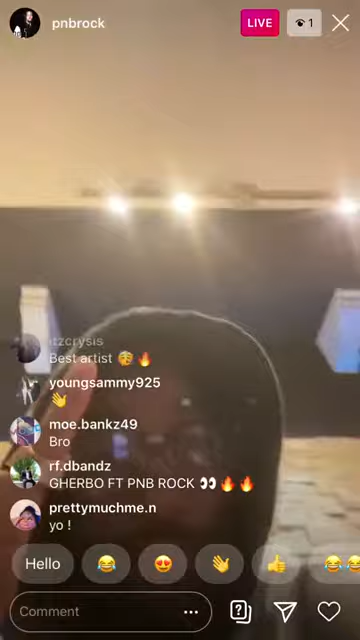 pnbrock
LIVE
1
itzcrysis
Best artist 🥳🔥
youngsammy925
👋
moe.bankz49
Bro
rf.dbandz
GHERBO FT PNB ROCK 👀🔥🔥
prettymuchme.n
yo !
Hello 😂 😍 👋 👍 😂😂
Comment